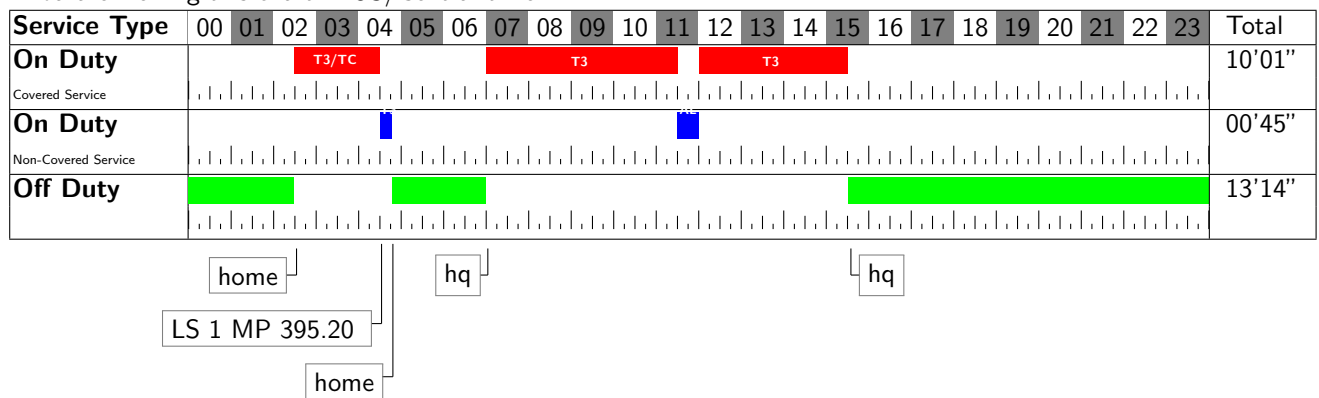 Service Type 00 01 02 03 04 05 06 07 08 09 10 11 12 13 14 15 16 17 18 19 20 21 22 23 Total
On Duty T3/TC T3 T3 10'01”
Covered Service
On Duty 00'45”
Non-Covered Service
Off Duty 13'14”
home hq hq
LS 1 MP 395.20
home